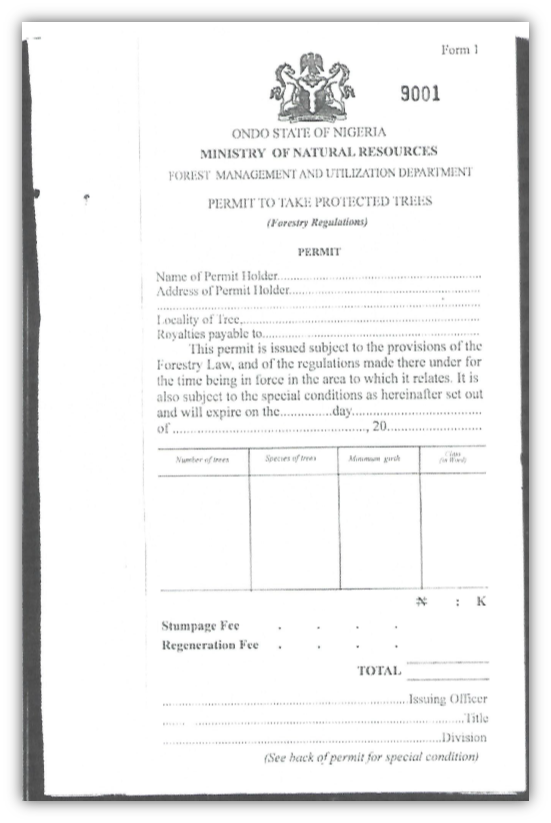 Form 1
9001
ONDO STATE OF NIGERIA
MINISTRY OF NATURAL RESOURCES
FOREST MANAGEMENT AND UTILIZATION DEPARTMENT
PERMIT TO TAKE PROTECTED TREES
(Forestry Regulations)
PERMIT
Name of Permit Holder..........................................................
Address of Permit Holder.......................................................
..........................................................................................
Locality of Tree......................................................................
Royalties payable to...............................................................
This permit is issued subject to the provisions of the
Forestry Law, and of the regulations made there under for
the time being in force in the area to which it relates. It is
also subject to the special conditions as hereinafter set out
and will expire on the..............day...................................
of ....................................................., 20..........................
Number of trees Species of trees Minimum girth Class (in Word)
₦ : K
Stumpage Fee . . . .
Regeneration Fee . . . .
TOTAL
......................................................................Issuing Officer
......................................................................Title
......................................................................Division
(See back of permit for special condition)